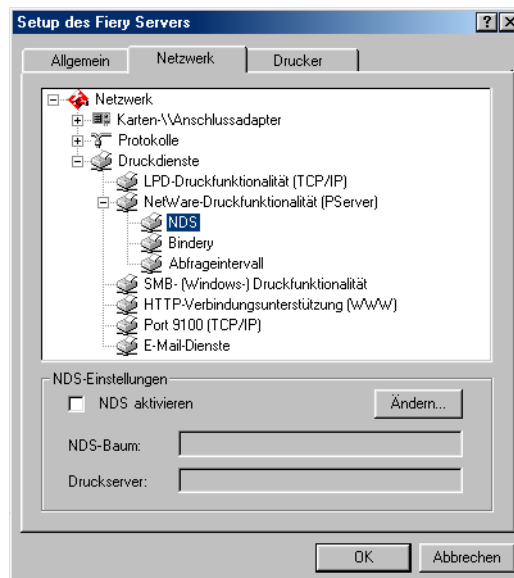 Setup des Fiery Servers
Allgemein Netzwerk Drucker
Netzwerk
Karten-\\Anschlussadapter
Protokolle
Druckdienste
LPD-Druckfunktionalität (TCP/IP)
NetWare-Druckfunktionalität (PServer)
NDS
Bindery
Abfrageintervall
SMB- (Windows-) Druckfunktionalität
HTTP-Verbindungsunterstützung (WWW)
Port 9100 (TCP/IP)
E-Mail-Dienste
NDS-Einstellungen
NDS aktivieren Ändern...
NDS-Baum:
Druckserver:
OK Abbrechen